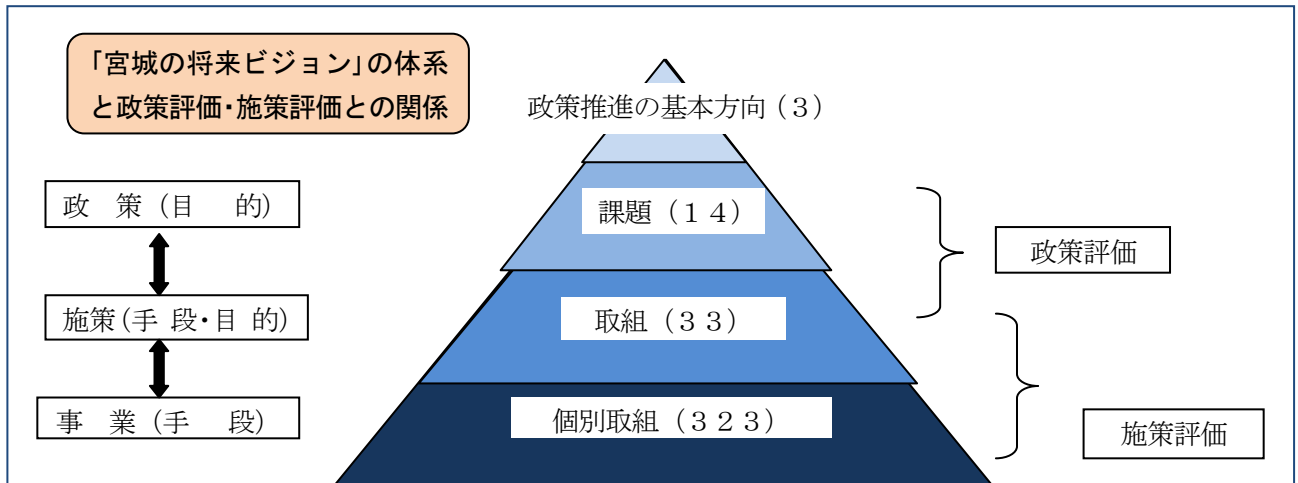 「宮城の将来ビジョン」の体系
と政策評価・施策評価との関係
政策推進の基本方向(3)
政 策(目 的)
課題(14)
政策評価
施策(手 段・目 的)
取組(33)
事 業(手 段)
個別取組(323)
施策評価